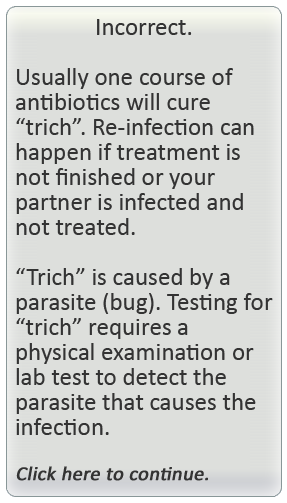 Incorrect.
Usually one course of
antibiotics will cure
“trich”. Re-infection can
happen if treatment is
not finished or your
partner is infected and
not treated.
“Trich” is caused by a
parasite (bug). Testing for
“trich” requires a
physical examination or
lab test to detect the
parasite that causes the
infection.
Click here to continue.